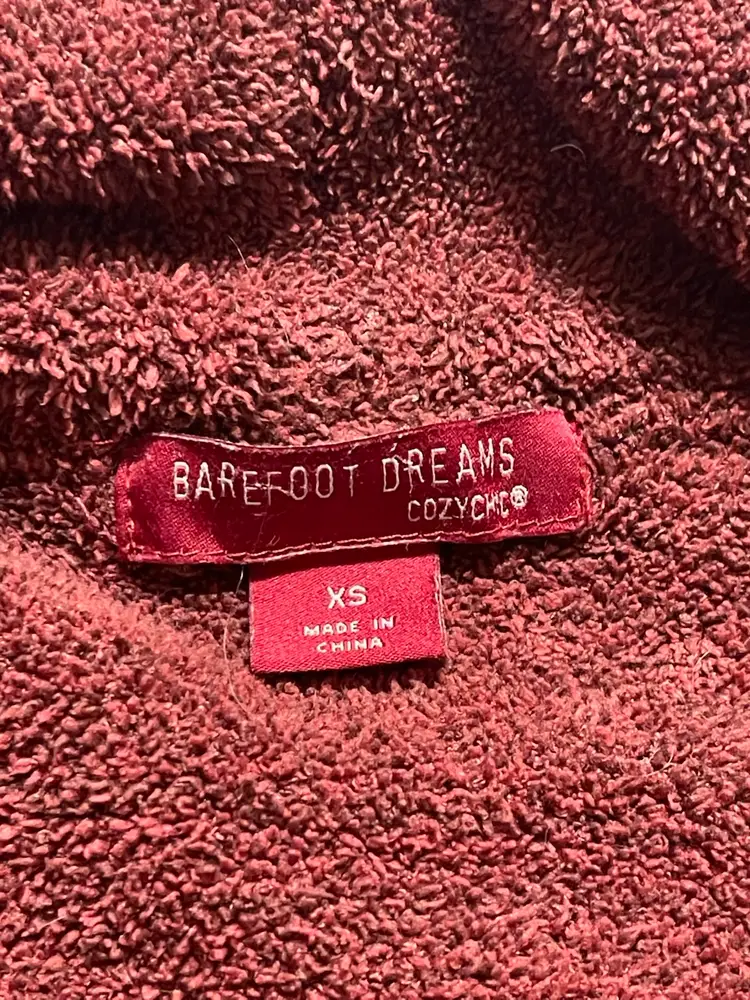 BAREFOOT DREAMS
COZYCHIC®
XS
MADE IN
CHINA